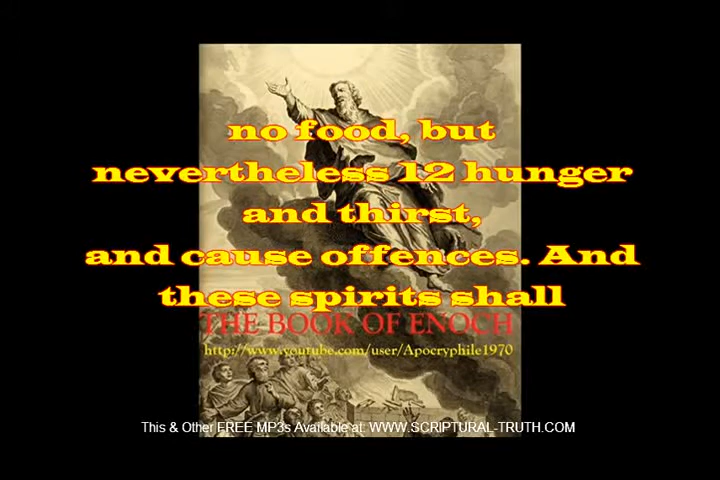 no food, but
nevertheless 12 hunger
and thirst,
and cause offences. And
these spirits shall
THE BOOK OF ENOCH
http://www.youtube.com/user/Apocryphile1970
This & Other FREE MP3s Available at: WWW.SCRIPTURAL-TRUTH.COM